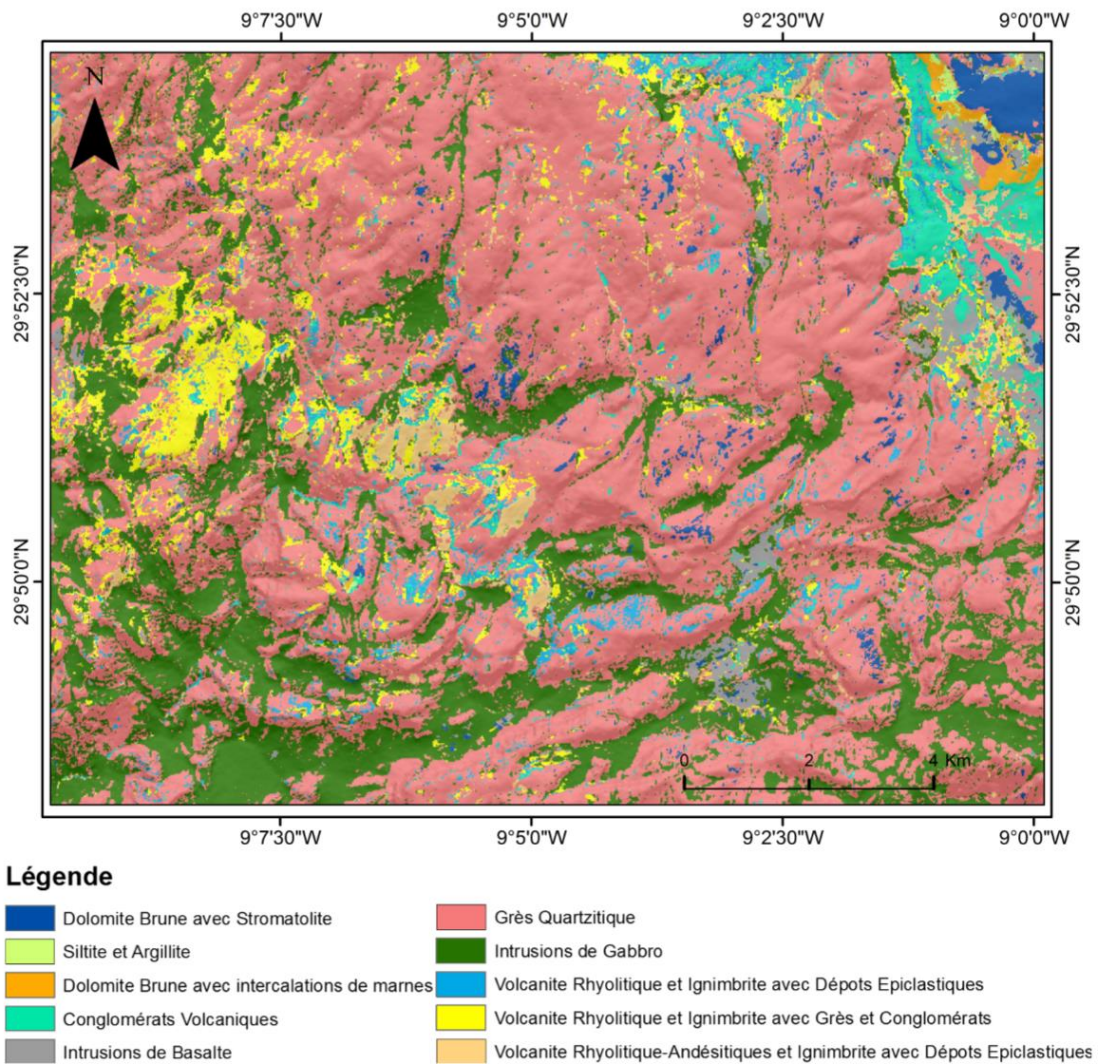 9°7'30"W 9°5'0"W 9°2'30"W 9°0'0"W
N
29°52'30"N 29°52'30"N
29°50'0"N 29°50'0"N
0 2 4 Km
9°7'30"W 9°5'0"W 9°2'30"W 9°0'0"W
Légende
Dolomite Brune avec Stromatolite
Siltite et Argillite
Dolomite Brune avec intercalations de marnes
Conglomérats Volcaniques
Intrusions de Basalte
Grès Quartzitique
Intrusions de Gabbro
Volcanite Rhyolitique et Ignimbrite avec Dépots Epiclastiques
Volcanite Rhyolitique et Ignimbrite avec Grès et Conglomérats
Volcanite Rhyolitique-Andésitiques et Ignimbrite avec Dépots Epiclastiques